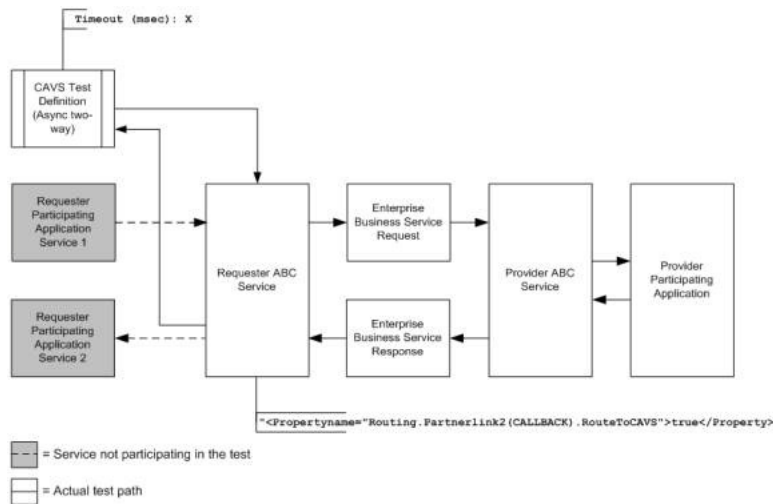 Timeout (msec): X
CAVS Test
Definition
(Async two-
way)
Requester
Participating
Application
Service 1
Requester ABC
Service
Enterprise
Business Service
Request
Provider ABC
Service
Provider
Participating
Application
Requester
Participating
Application
Service 2
Enterprise
Business Service
Response
"<Propertyname="Routing.Partnerlink2(CALLBACK).RouteToCAVS">true</Property>
= Service not participating in the test
= Actual test path